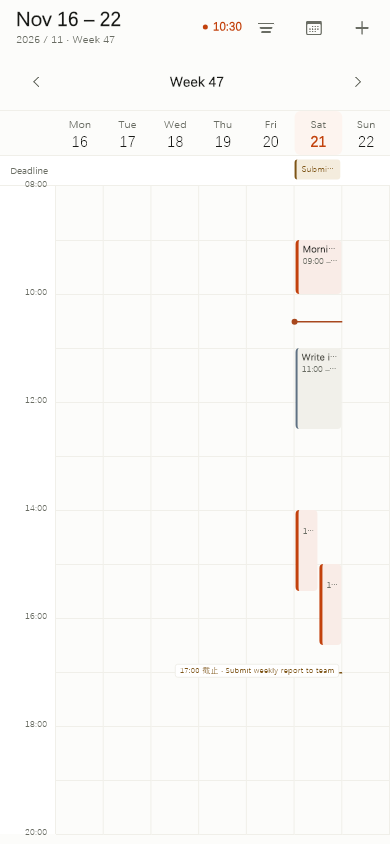 Nov 16 – 22
2026 / 11 · Week 47
10:30
Week 47
Mon Tue Wed Thu Fri Sat Sun
16 17 18 19 20 21 22
Deadline
Submi···
08:00
Morni···
09:00 –···
10:00
Write i···
11:00 –···
12:00
14:00
1···
1···
16:00
17:00 截止 · Submit weekly report to team
18:00
20:00